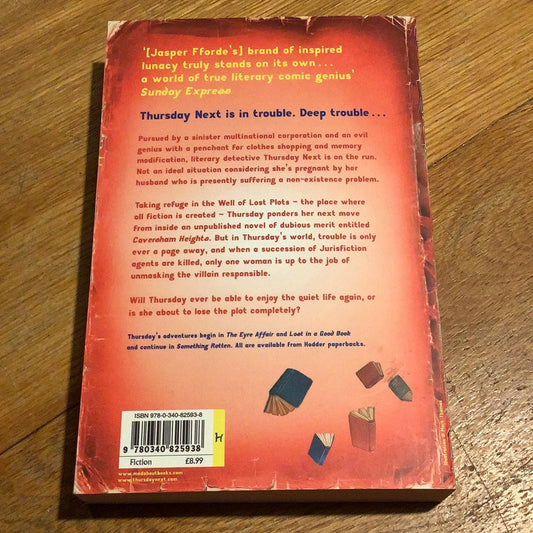 '[Jasper Fforde's] brand of inspired
lunacy truly stands on its own . . .
a world of true literary comic genius'
Sunday Express
Thursday Next is in trouble. Deep trouble . . .
Pursued by a sinister multinational corporation and an evil
genius with a penchant for clothes shopping and memory
modification, literary detective Thursday Next is on the run.
Not an ideal situation considering she's pregnant by her
husband who is presently suffering a non-existence problem.
Taking refuge in the Well of Lost Plots ~ the place where
all fiction is created ~ Thursday ponders her next move
from inside an unpublished novel of dubious merit entitled
Caversham Heights. But in Thursday's world, trouble is only
ever a page away, and when a succession of Jurisfiction
agents are killed, only one woman is up to the job of
unmasking the villain responsible.
Will Thursday ever be able to enjoy the quiet life again, or
is she about to lose the plot completely?
Thursday's adventures begin in The Eyre Affair and Lost in a Good Book
and continue in Something Rotten. All are available from Hodder paperbacks.
ISBN 978-0-340-82593-8
9 780340 825938
H
Fiction £8.99
www.madaboutbooks.com
www.thursdaynext.com